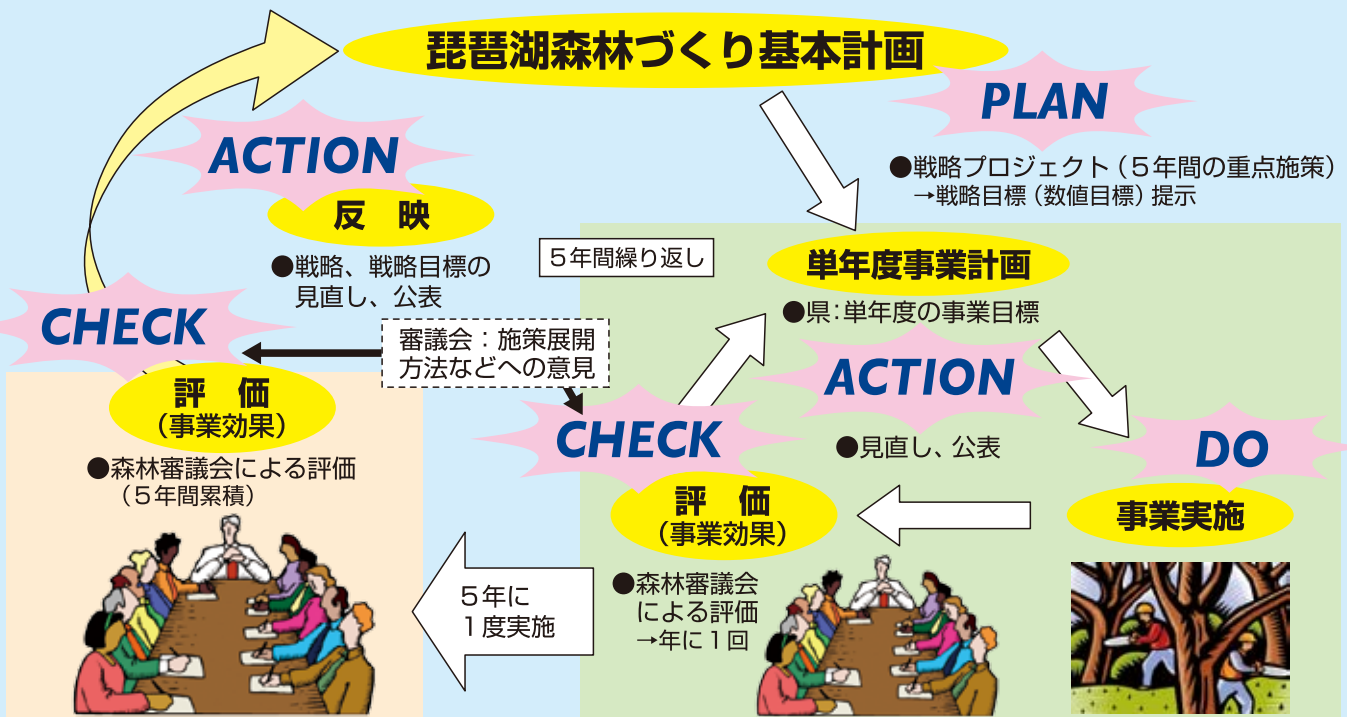 琵琶湖森林づくり基本計画
PLAN
●戦略プロジェクト（５年間の重点施策）
→戦略目標（数値目標）提示
ACTION
反　映
●戦略、戦略目標の
見直し、公表
５年間繰り返し
単年度事業計画
●県：単年度の事業目標
CHECK
審議会：施策展開
方法などへの意見
評　価
（事業効果）
●森林審議会による評価
（５年間累積）
ACTION
●見直し、公表
DO
事業実施
CHECK
評　価
（事業効果）
●森林審議会
による評価
→年に１回
５年に
１度実施